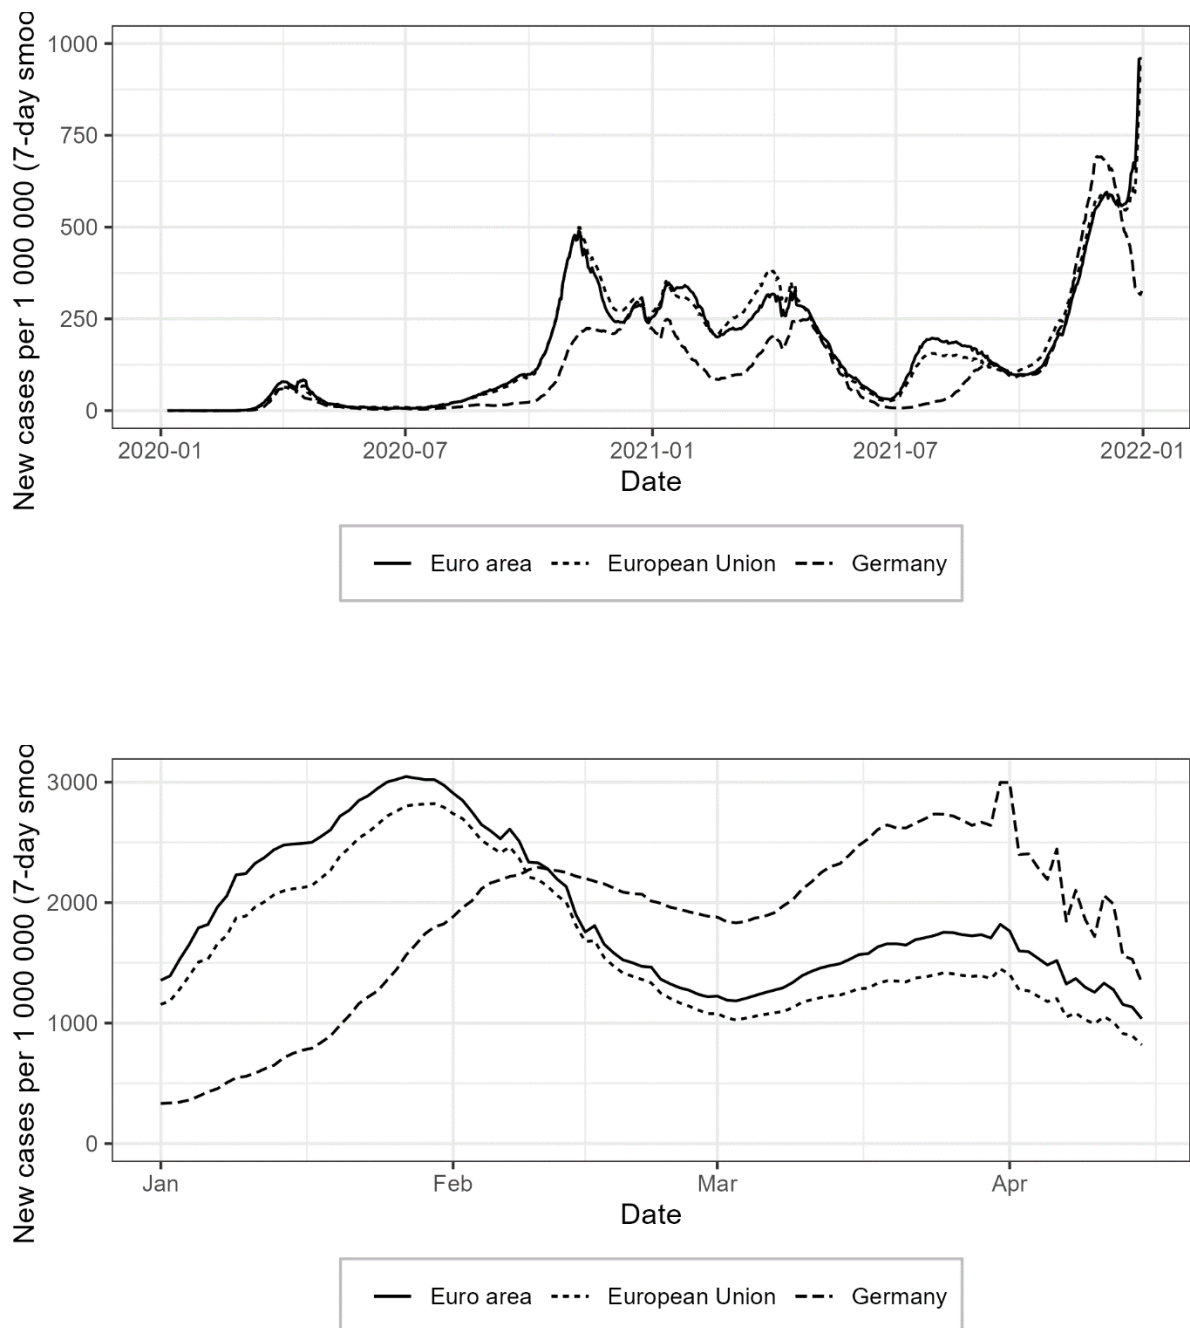 New cases per 1 000 000 (7-day smoo
1000
750
500
250
0
2020-01 2020-07 2021-01 2021-07 2022-01
Date
Euro area European Union Germany
New cases per 1 000 000 (7-day smoo
3000
2000
1000
0
Jan Feb Mar Apr
Date
Euro area European Union Germany